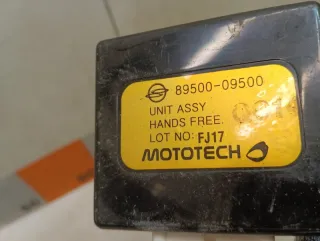 89500-09500
UNIT ASSY
HANDS FREE
LOT NO: FJ17
MOTOTECH